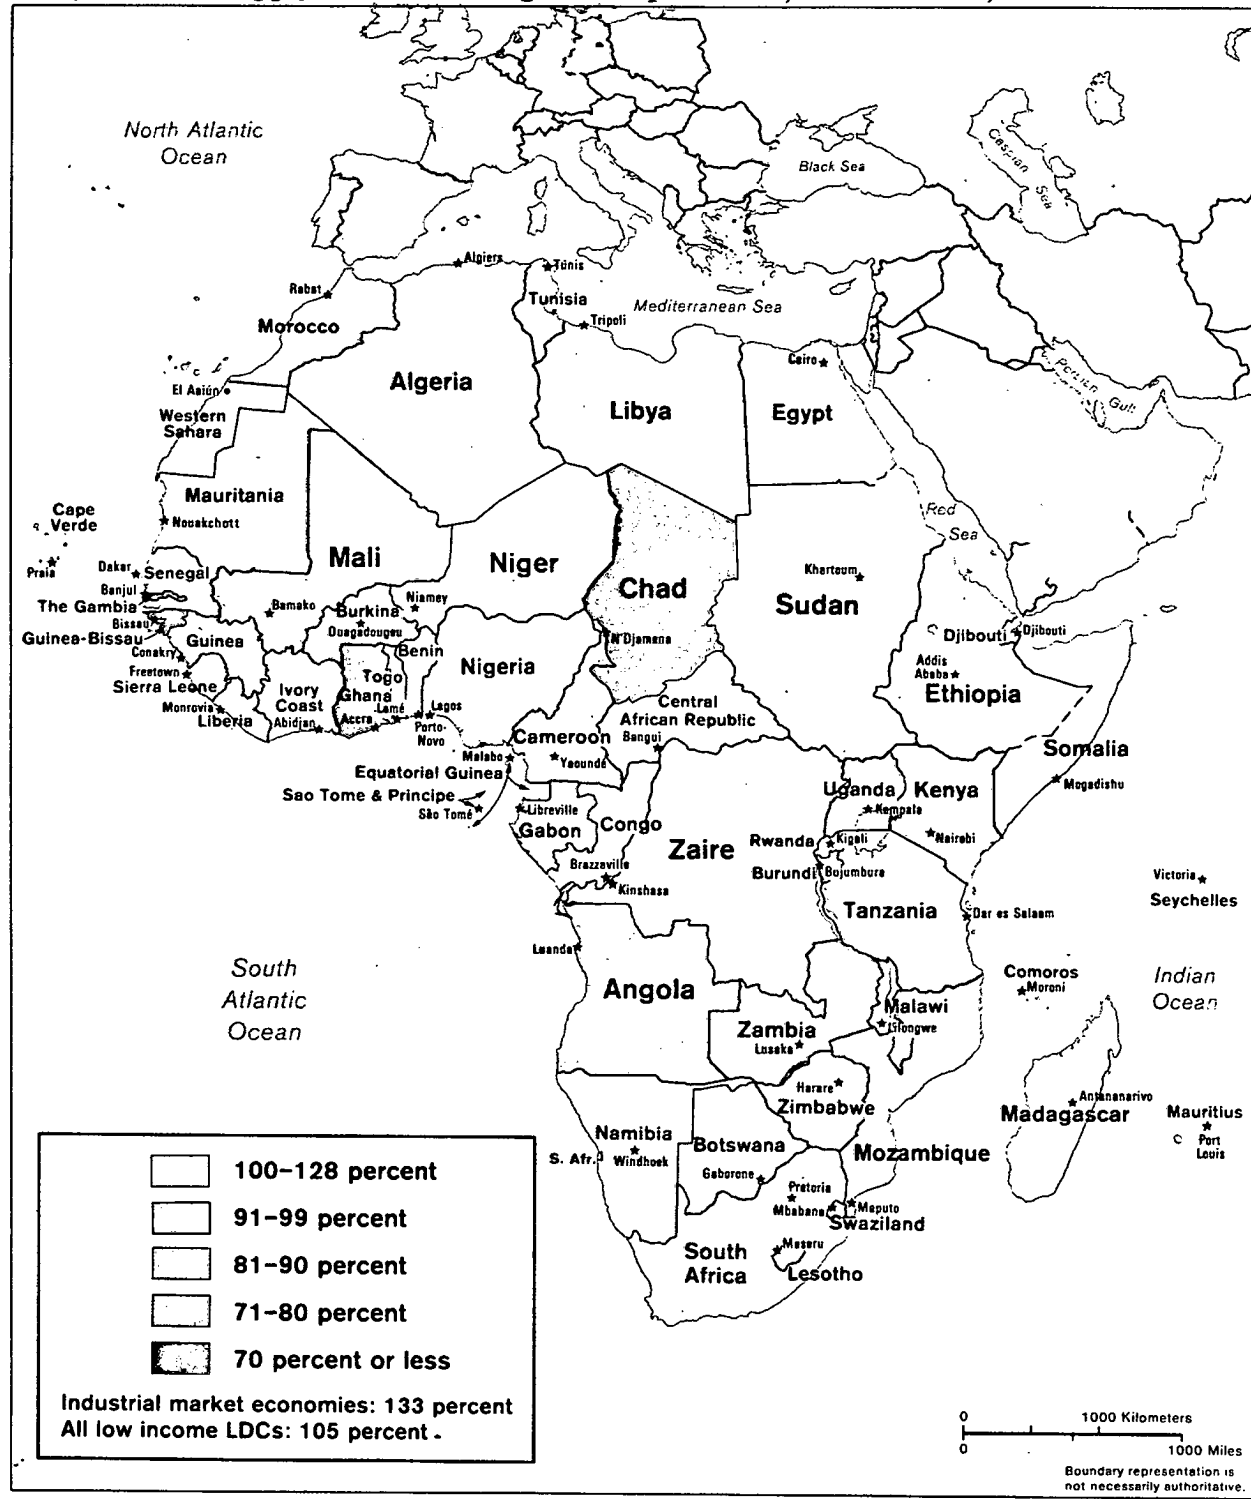 North Atlantic
Ocean
Black Sea
Caspian Sea
Algiers
Tunis
Rabat
Tunisia
Mediterranean Sea
Tripoli
Morocco
Cairo
Persian Gulf
Algeria
El Aaiún
Libya
Egypt
Western
Sahara
Mauritania
Cape
Verde
Nouakchott
Red
Sea
Mali
Niger
Praia
Dakar
Senegal
Khartoum
Chad
Sudan
Banjul
The Gambia
Bamako
Burkina
Niamey
Bissau
Guinea-Bissau
Guinea
Ouagadougou
N'Djamena
Djibouti
Djibouti
Conakry
Benin
Nigeria
Addis
Ababa
Freetown
Sierra Leone
Togo
Ivory
Coast
Ghana
Ethiopia
Monrovia
Liberia
Abidjan
Accra
Lomé
Lagos
Porto-
Novo
Central
African Republic
Bangui
Cameroon
Yaoundé
Somalia
Malabo
Equatorial Guinea
Mogadishu
Sao Tome & Principe
São Tomé
Libreville
Gabon
Congo
Uganda
Kampala
Kenya
Nairobi
Zaire
Rwanda
Kigali
Brazzaville
Kinshasa
Burundi
Bujumbura
Victoria
Seychelles
Tanzania
Dar es Salaam
Luanda
South
Atlantic
Ocean
Angola
Comoros
Moroni
Indian
Ocean
Malawi
Lilongwe
Zambia
Lusaka
Harare
Zimbabwe
Antananarivo
Madagascar
Mauritius
Port
Louis
Namibia
Windhoek
S. Afr.
Botswana
Gaborone
Mozambique
Pretoria
Mbabane
Maputo
Swaziland
South
Africa
Maseru
Lesotho
100–128 percent
91–99 percent
81–90 percent
71–80 percent
70 percent or less
Industrial market economies: 133 percent
All low income LDCs: 105 percent
0 1000 Kilometers
0 1000 Miles
Boundary representation is
not necessarily authoritative.